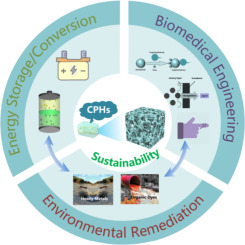 Energy Storage/Conversion
Biomedical Engineering
CPHs
Sustainability
Heavy Metals
Organic Dyes
Environmental Remediation